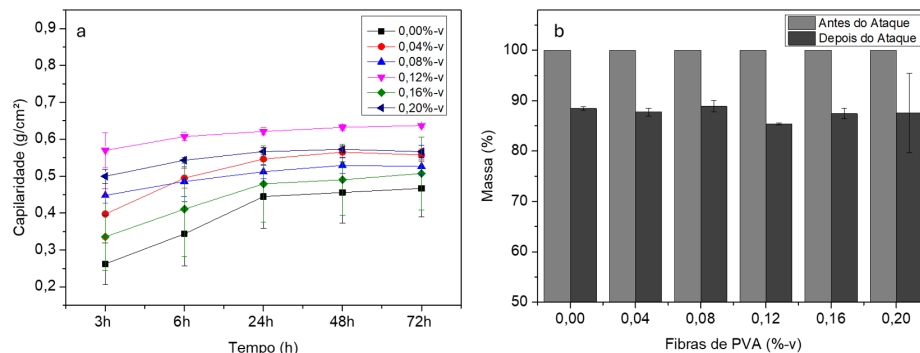 a
0,00%-v
0,04%-v
0,08%-v
0,12%-v
0,16%-v
0,20%-v
Capilaridade (g/cm²)
0,9
0,8
0,7
0,6
0,5
0,4
0,3
0,2
3h 6h 24h 48h 72h
Tempo (h)
b
Antes do Ataque
Depois do Ataque
Massa (%)
100
90
80
70
60
50
0,00 0,04 0,08 0,12 0,16 0,20
Fibras de PVA (%-v)